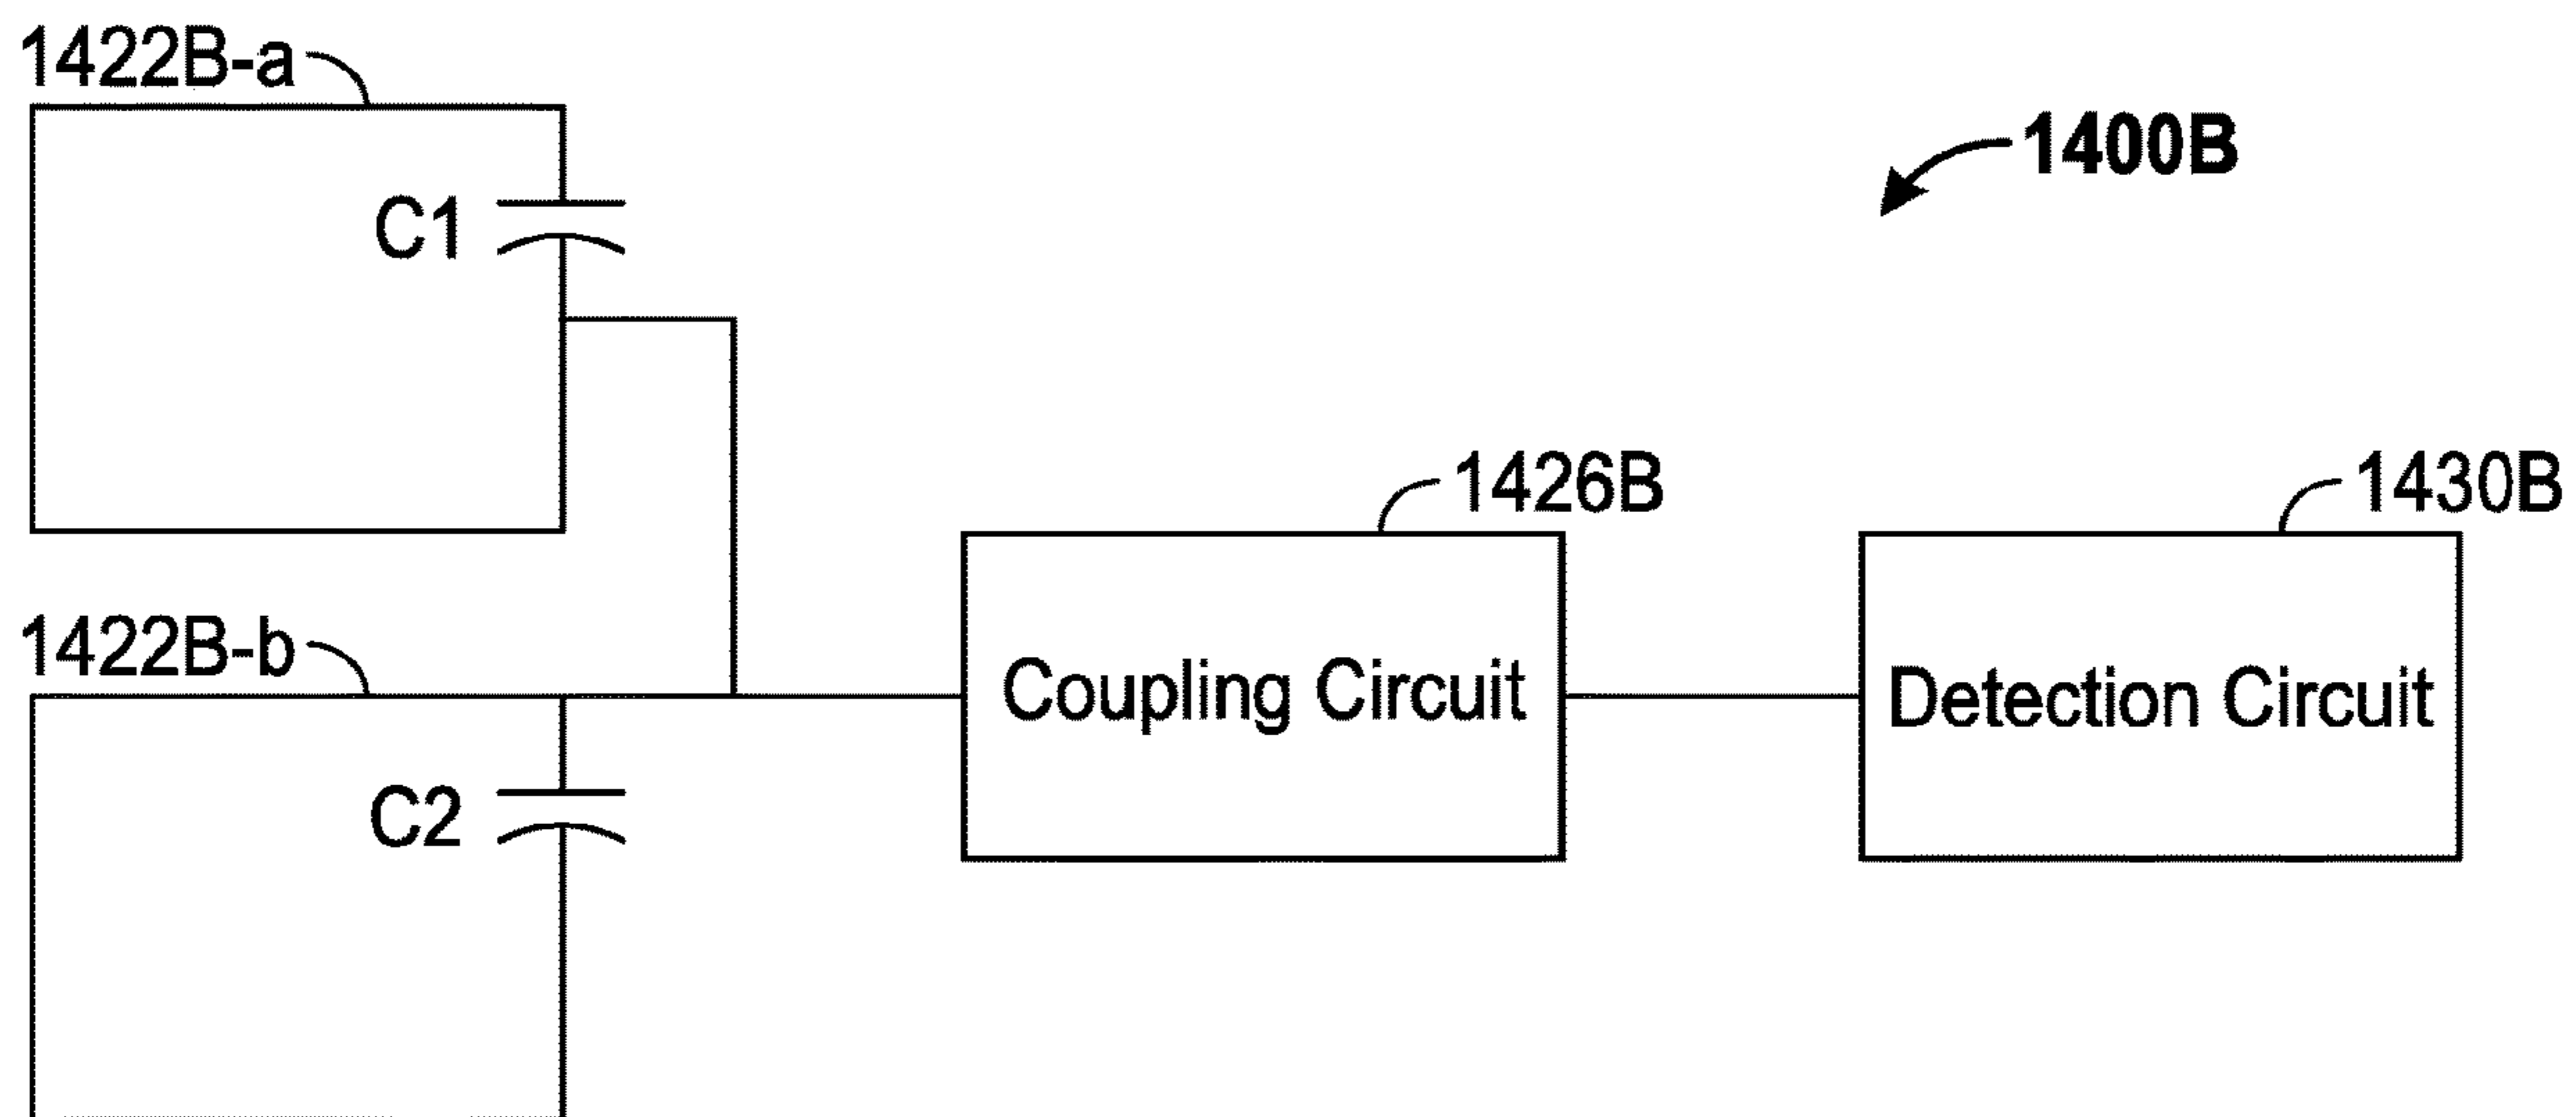 1422B-a
1400B
C1
1426B
1430B
1422B-b
Coupling Circuit
Detection Circuit
C2